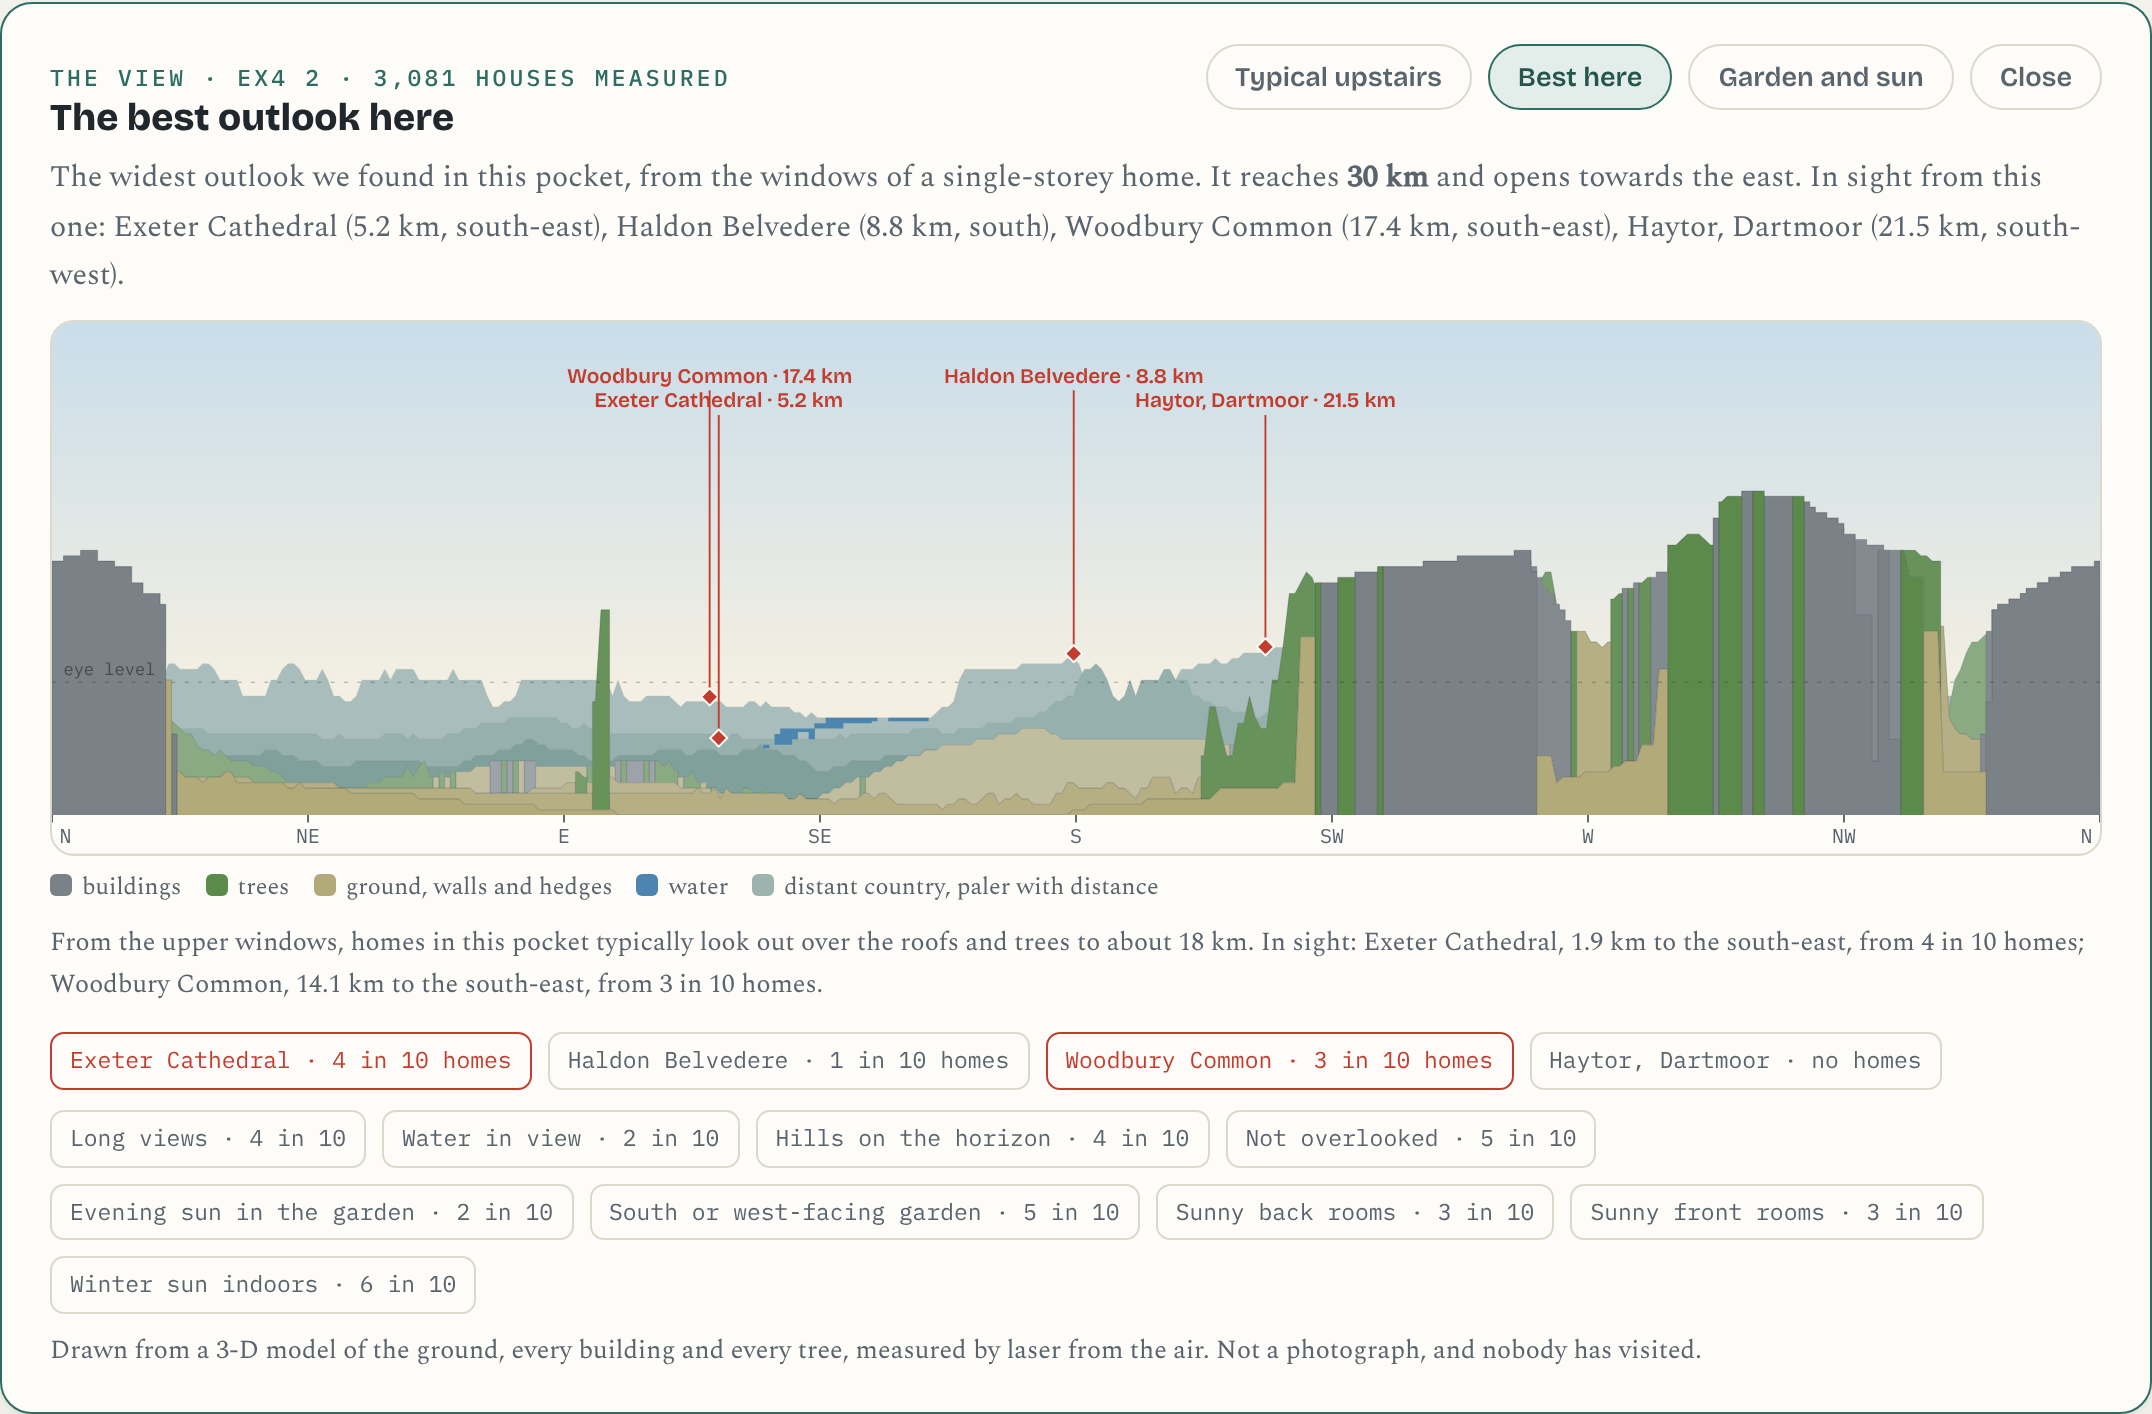 THE VIEW · EX4 2 · 3,081 HOUSES MEASURED
The best outlook here
Typical upstairs
Best here
Garden and sun
Close
The widest outlook we found in this pocket, from the windows of a single-storey home. It reaches 30 km and opens towards the east. In sight from this
one: Exeter Cathedral (5.2 km, south-east), Haldon Belvedere (8.8 km, south), Woodbury Common (17.4 km, south-east), Haytor, Dartmoor (21.5 km, south-
west).
Woodbury Common · 17.4 km
Haldon Belvedere · 8.8 km
Exeter Cathedral · 5.2 km
Haytor, Dartmoor · 21.5 km
eye level
N NE E SE S SW W NW N
buildings trees ground, walls and hedges water distant country, paler with distance
From the upper windows, homes in this pocket typically look out over the roofs and trees to about 18 km. In sight: Exeter Cathedral, 1.9 km to the south-east, from 4 in 10 homes;
Woodbury Common, 14.1 km to the south-east, from 3 in 10 homes.
Exeter Cathedral · 4 in 10 homes
Haldon Belvedere · 1 in 10 homes
Woodbury Common · 3 in 10 homes
Haytor, Dartmoor · no homes
Long views · 4 in 10
Water in view · 2 in 10
Hills on the horizon · 4 in 10
Not overlooked · 5 in 10
Evening sun in the garden · 2 in 10
South or west-facing garden · 5 in 10
Sunny back rooms · 3 in 10
Sunny front rooms · 3 in 10
Winter sun indoors · 6 in 10
Drawn from a 3-D model of the ground, every building and every tree, measured by laser from the air. Not a photograph, and nobody has visited.